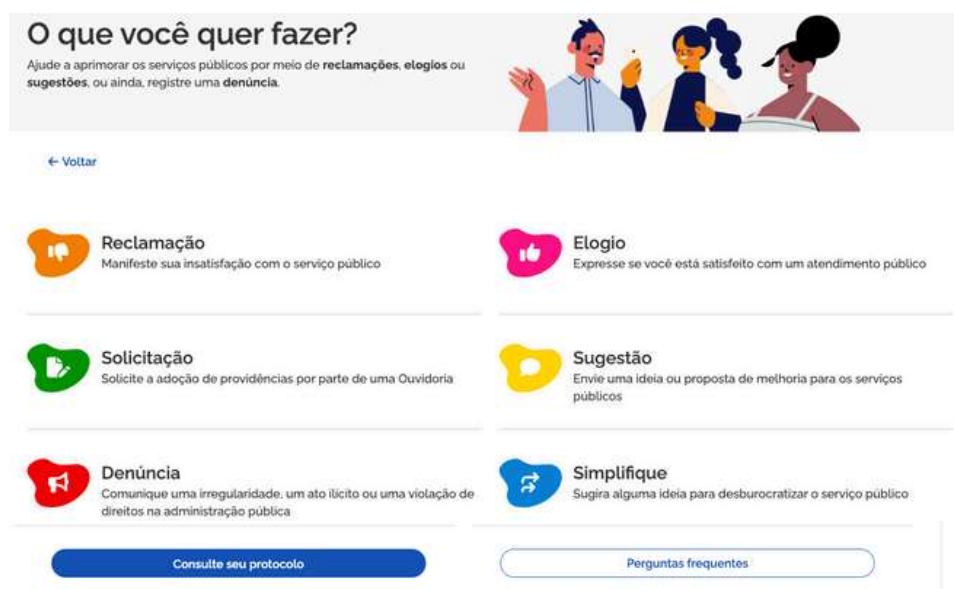 O que você quer fazer?
Ajude a aprimorar os serviços públicos por meio de reclamações, elogios ou
sugestões, ou ainda, registre uma denúncia.
← Voltar
Reclamação
Manifeste sua insatisfação com o serviço público
Elogio
Expresse se você está satisfeito com um atendimento público
Solicitação
Solicite a adoção de providências por parte de uma Ouvidoria
Sugestão
Envie uma ideia ou proposta de melhoria para os serviços
públicos
Denúncia
Comunique uma irregularidade, um ato ilícito ou uma violação de
direitos na administração pública
Simplifique
Sugira alguma ideia para desburocratizar o serviço público
Consulte seu protocolo
Perguntas frequentes